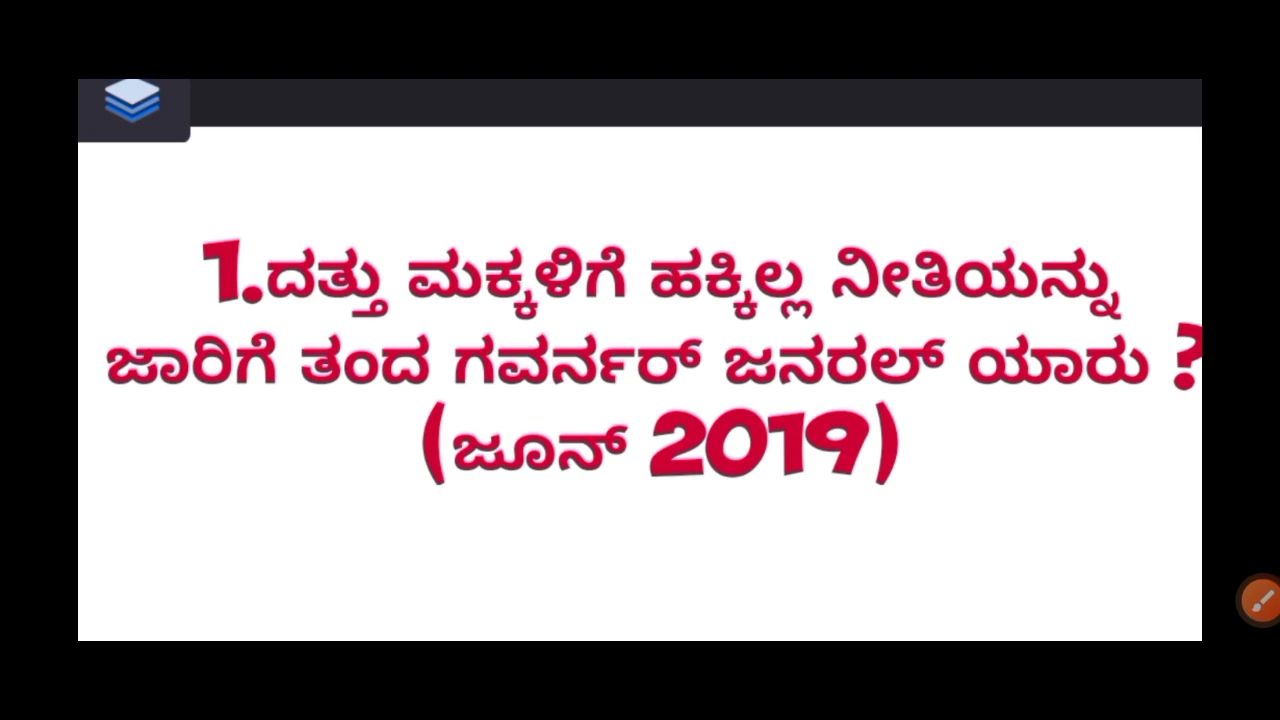 1.ದತ್ತು ಮಕ್ಕಳಿಗೆ ಹಕ್ಕಿಲ್ಲ ನೀತಿಯನ್ನು
ಜಾರಿಗೆ ತಂದ ಗವರ್ನರ್ ಜನರಲ್ ಯಾರು ?
(ಜೂನ್ 2019)